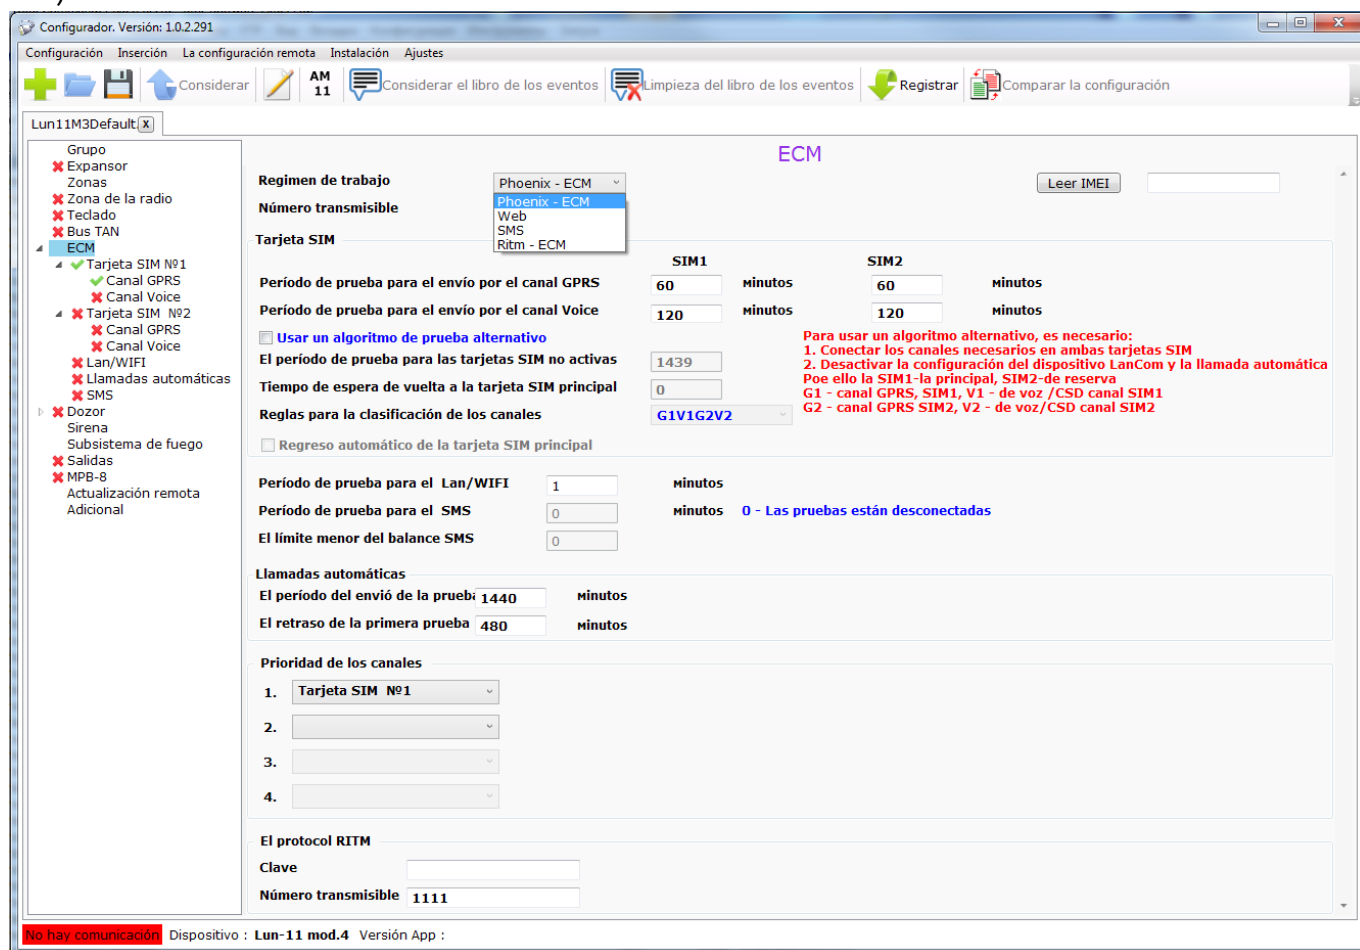 Configurador. Versión: 1.0.2.291
Configuración Inserción La configuración remota Instalación Ajustes
Considerar AM 11 Considerar el libro de los eventos Limpieza del libro de los eventos Registrar Comparar la configuración
Lun11M3Default x
Grupo
Expansor
Zonas
Zona de la radio
Teclado
Bus TAN
ECM
Tarjeta SIM Nº1
Canal GPRS
Canal Voice
Tarjeta SIM Nº2
Canal GPRS
Canal Voice
Lan/WIFI
Llamadas automáticas
SMS
Dozor
Sirena
Subsistema de fuego
Salidas
MPB-8
Actualización remota
Adicional
ECM
Regimen de trabajo Phoenix - ECM Leer IMEI
Número transmisible
Phoenix - ECM
Web
SMS
Ritm - ECM
Tarjeta SIM
SIM1 SIM2
Período de prueba para el envío por el canal GPRS 60 минutos 60 минutos
Período de prueba para el envío por el canal Voice 120 минutos 120 минutos
Usar un algoritmo de prueba alternativo
El período de prueba para las tarjetas SIM no activas 1439
Tiempo de espera de vuelta a la tarjeta SIM principal 0
Reglas para la clasificación de los canales G1V1G2V2
Regreso automático de la tarjeta SIM principal
Para usar un algoritmo alternativo, es necesario:
1. Conectar los canales necesarios en ambas tarjetas SIM
2. Desactivar la configuración del dispositivo LanCom y la llamada automática
Poe ello la SIM1-la principal, SIM2-de reserva
G1 - canal GPRS, SIM1, V1 - de voz /CSD canal SIM1
G2 - canal GPRS SIM2, V2 - de voz/CSD canal SIM2
Período de prueba para el Lan/WIFI 1 Minutos
Período de prueba para el SMS 0 Minutos 0 - Las pruebas están desconectadas
El límite menor del balance SMS 0
Llamadas automáticas
El período del envió de la prueba 1440 Minutos
El retraso de la primera prueba 480 Minutos
Prioridad de los canales
1. Tarjeta SIM Nº1
2.
3.
4.
El protocol RITM
Clave
Número transmisible 1111
No hay comunicación Dispositivo : Lun-11 mod.4 Versión App :